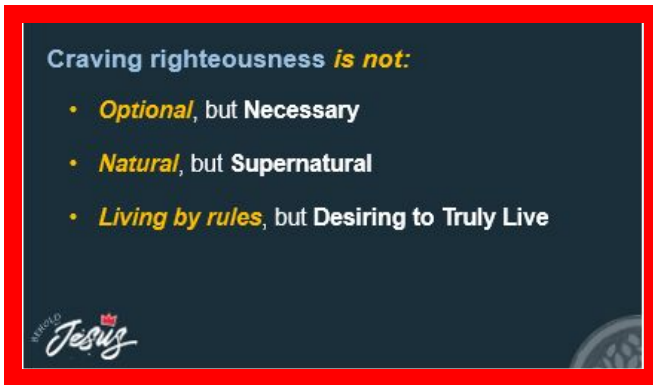 Craving righteousness is not:
• Optional, but Necessary
• Natural, but Supernatural
• Living by rules, but Desiring to Truly Live
BEHOLD
Jesus